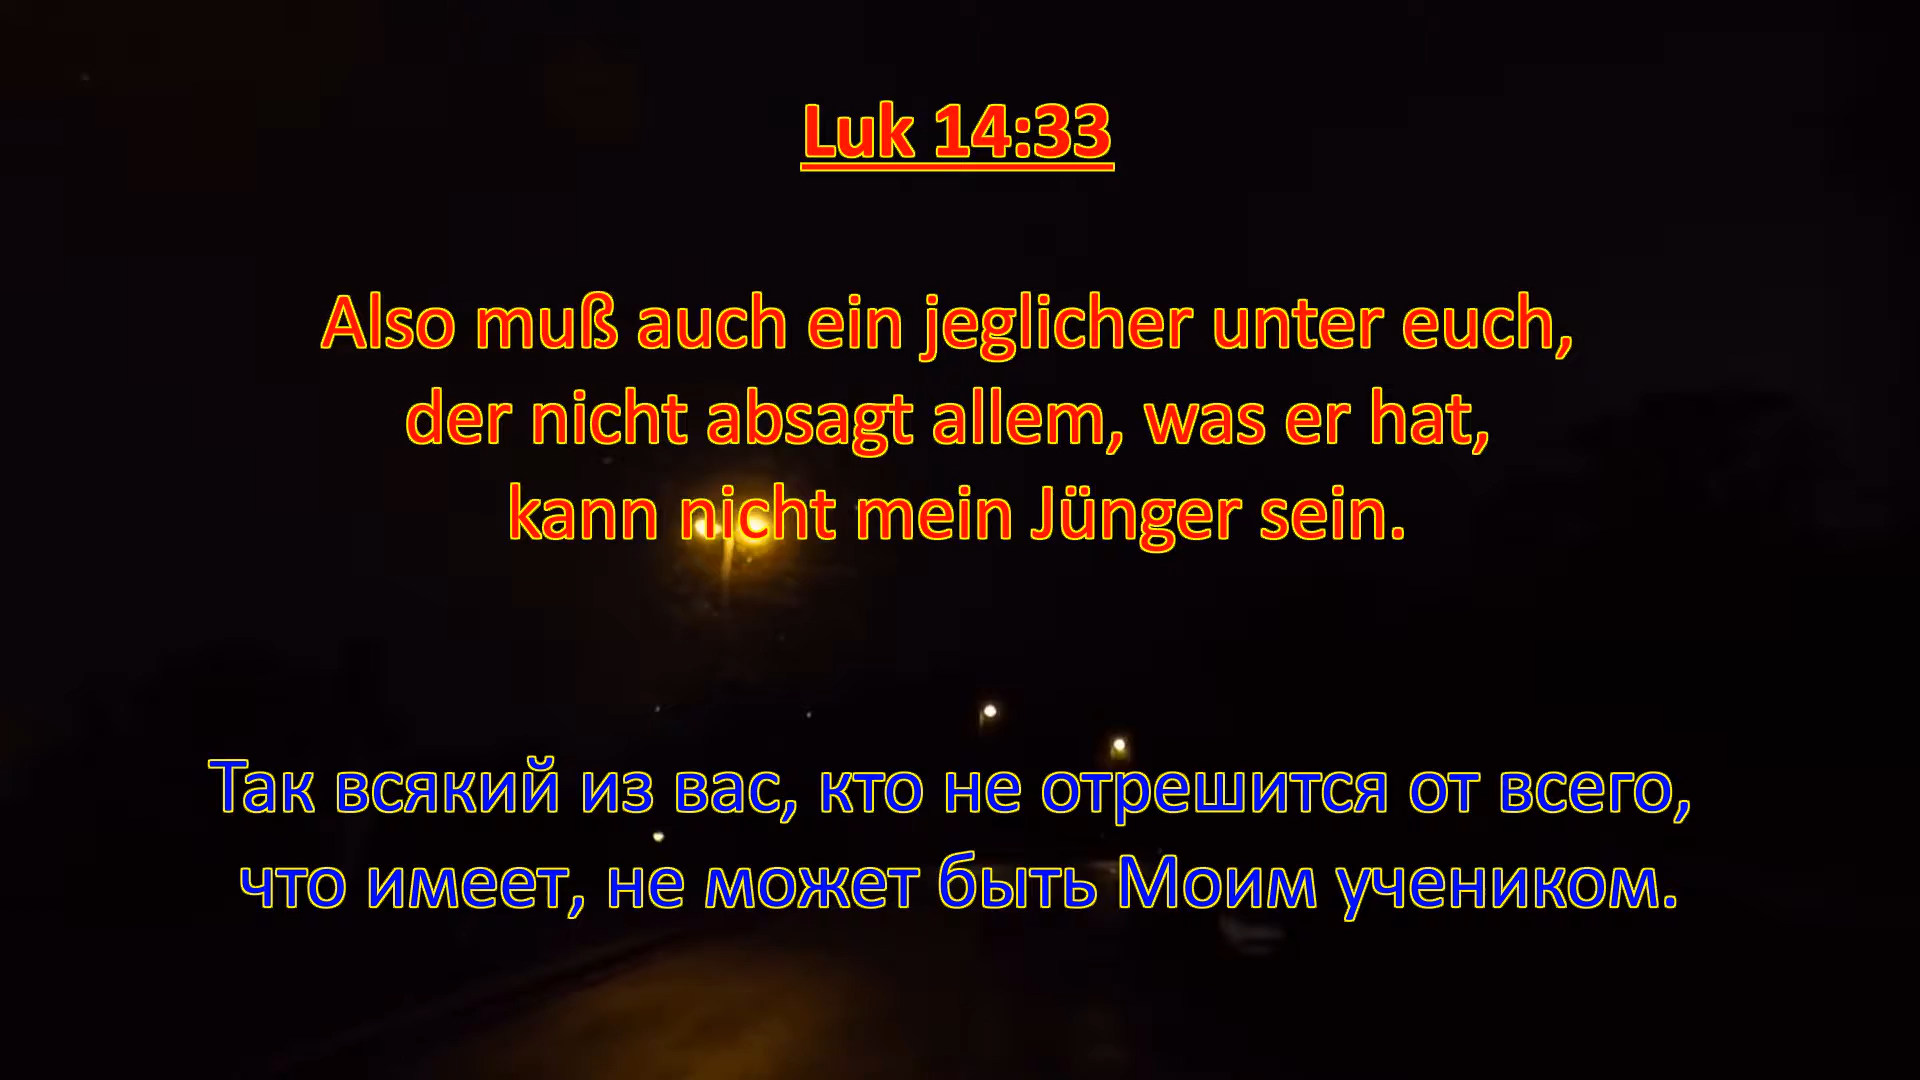 Luk 14:33
Also muß auch ein jeglicher unter euch,
der nicht absagt allem, was er hat,
kann nicht mein Jünger sein.
Так всякий из вас, кто не отрешится от всего,
что имеет, не может быть Моим учеником.